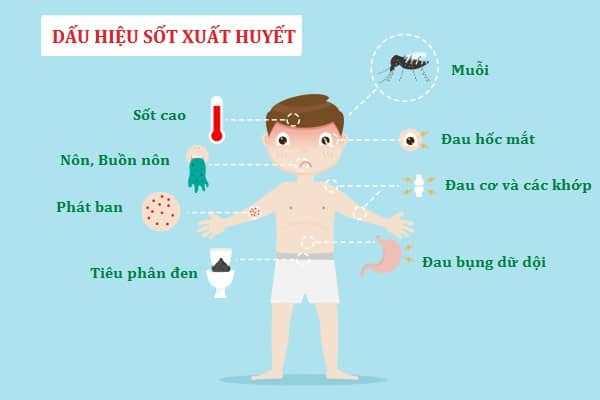 DẤU HIỆU SỐT XUẤT HUYẾT
Muỗi
Sốt cao
Đau hốc mắt
Nôn, Buồn nôn
Đau cơ và các khớp
Phát ban
Đau bụng dữ dội
Tiêu phân đen